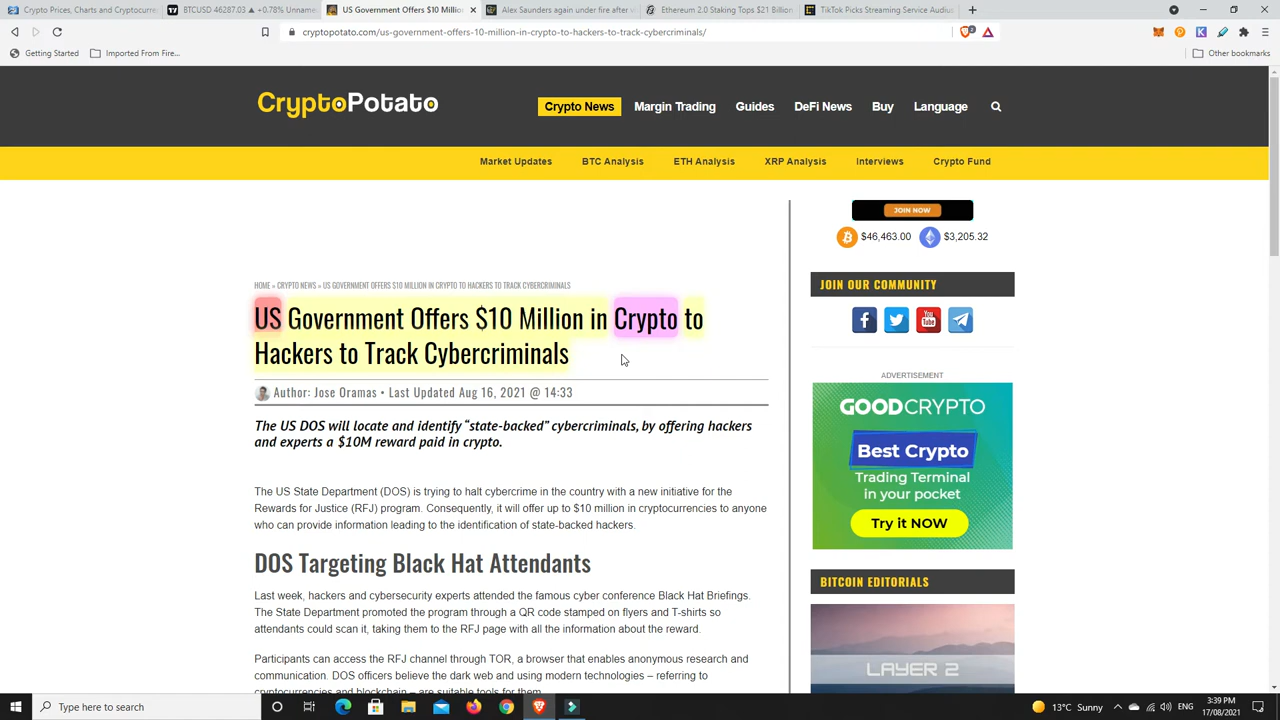 Crypto Prices, Charts and Cryptocurr
BTCUSD 46287.03 ▲ +0.78% Unname
US Government Offers $10 Millio
Alex Saunders again under fire after v
Ethereum 2.0 Staking Tops $21 Billion
TikTok Picks Streaming Service Audius
cryptopotato.com/us-government-offers-10-million-in-crypto-to-hackers-to-track-cybercriminals/
Getting Started
Imported From Fire...
Other bookmarks
CryptoPotato
Crypto News
Margin Trading
Guides
DeFi News
Buy
Language
Market Updates
BTC Analysis
ETH Analysis
XRP Analysis
Interviews
Crypto Fund
JOIN NOW
$46,463.00
$3,205.32
HOME » CRYPTO NEWS » US GOVERNMENT OFFERS $10 MILLION IN CRYPTO TO HACKERS TO TRACK CYBERCRIMINALS
US Government Offers $10 Million in Crypto to
Hackers to Track Cybercriminals
Author: Jose Oramas • Last Updated Aug 16, 2021 @ 14:33
The US DOS will locate and identify “state-backed” cybercriminals, by offering hackers
and experts a $10M reward paid in crypto.
The US State Department (DOS) is trying to halt cybercrime in the country with a new initiative for the
Rewards for Justice (RFJ) program. Consequently, it will offer up to $10 million in cryptocurrencies to anyone
who can provide information leading to the identification of state-backed hackers.
DOS Targeting Black Hat Attendants
Last week, hackers and cybersecurity experts attended the famous cyber conference Black Hat Briefings.
The State Department promoted the program through a QR code stamped on flyers and T-shirts so
attendants could scan it, taking them to the RFJ page with all the information about the reward.
Participants can access the RFJ channel through TOR, a browser that enables anonymous research and
communication. DOS officers believe the dark web and using modern technologies – referring to
cryptocurrencies and blockchain – are suitable tools for them.
JOIN OUR COMMUNITY
You
Tube
ADVERTISEMENT
GOODCRYPTO
Best Crypto
Trading Terminal
in your pocket
Try it NOW
BITCOIN EDITORIALS
LAYER 2
Type here to search
13°C Sunny
ENG
3:39 PM
17/08/2021